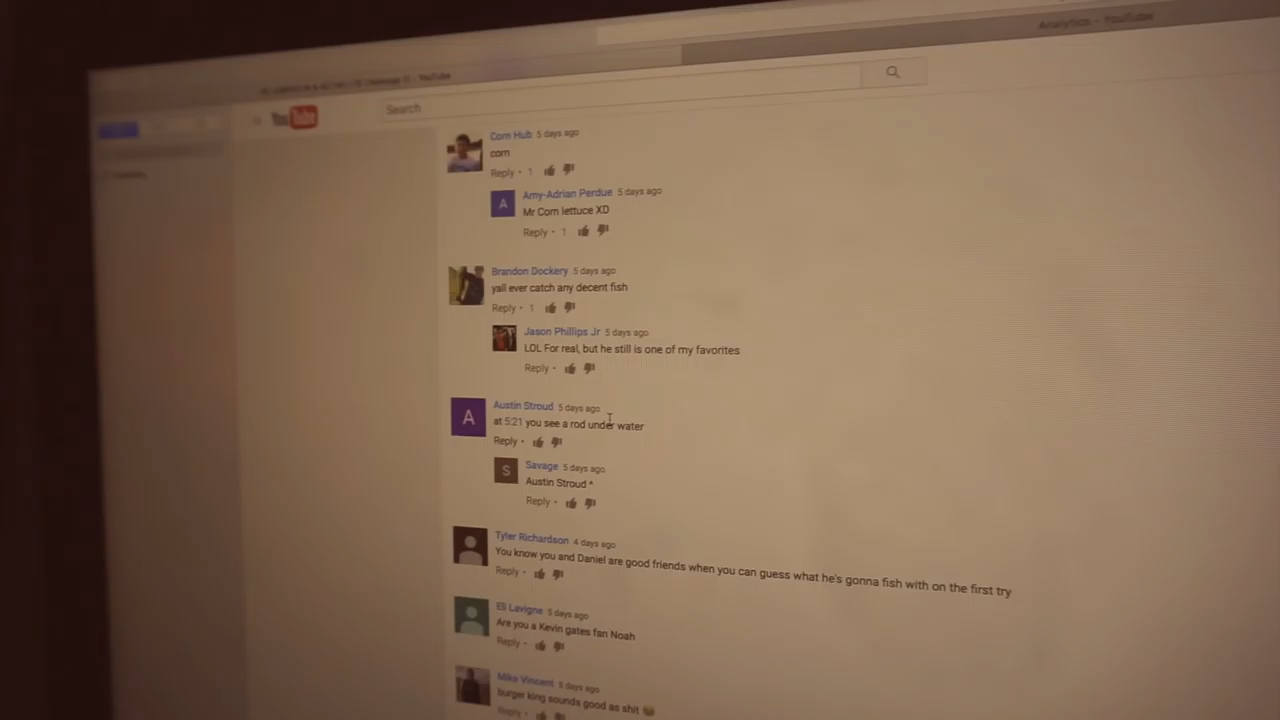 Analytics - YouTube
YouTube
Search
Corn Hub 5 days ago
corn
Reply • 1
A
Amy-Adrian Perdue 5 days ago
Mr Corn lettuce XD
Reply • 1
Brandon Dockery 5 days ago
yall ever catch any decent fish
Reply • 1
Jason Phillips Jr 5 days ago
LOL For real, but he still is one of my favorites
Reply •
A
Austin Stroud 5 days ago
at 5:21 you see a rod under water
Reply •
S
Savage 5 days ago
Austin Stroud ^
Reply •
Tyler Richardson 4 days ago
You know you and Daniel are good friends when you can guess what he's gonna fish with on the first try
Reply •
Eli Lavigne 5 days ago
Are you a Kevin gates fan Noah
Reply •
Mike Vincent 5 days ago
burger king sounds good as shit 😂
Reply •